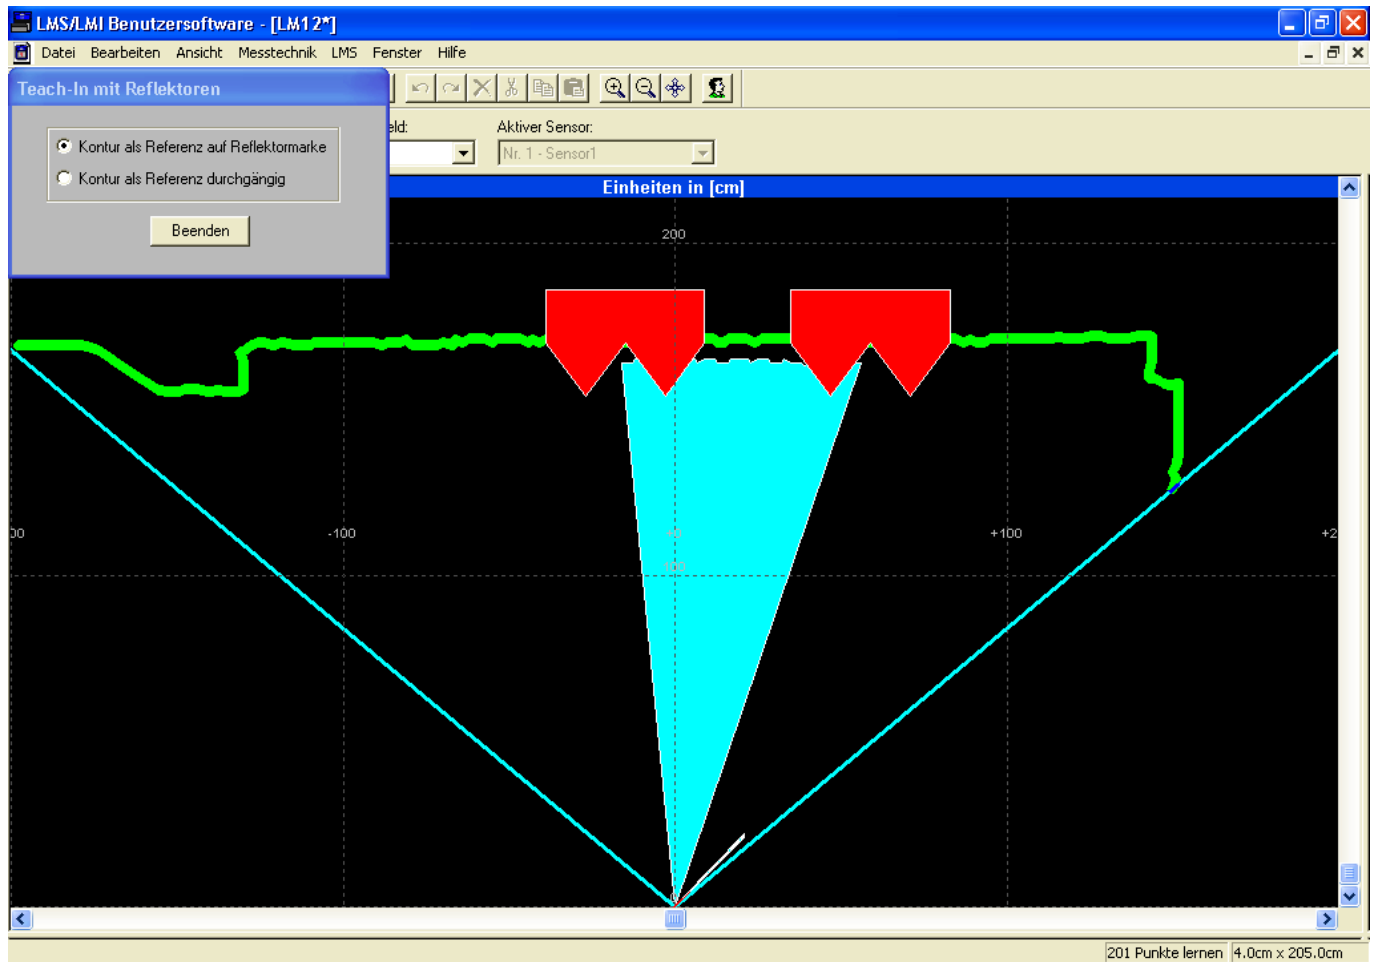 LMS/LMI Benutzersoftware - [LM12*]
Datei Bearbeiten Ansicht Messtechnik LMS Fenster Hilfe
Teach-In mit Reflektoren
Kontur als Referenz auf Reflektormarke
Kontur als Referenz durchgängig
Beenden
eld:
Aktiver Sensor:
Nr. 1 - Sensor1
Einheiten in [cm]
200
00 -100 +0 +100 +2
100
201 Punkte lernen 4.0cm x 205.0cm